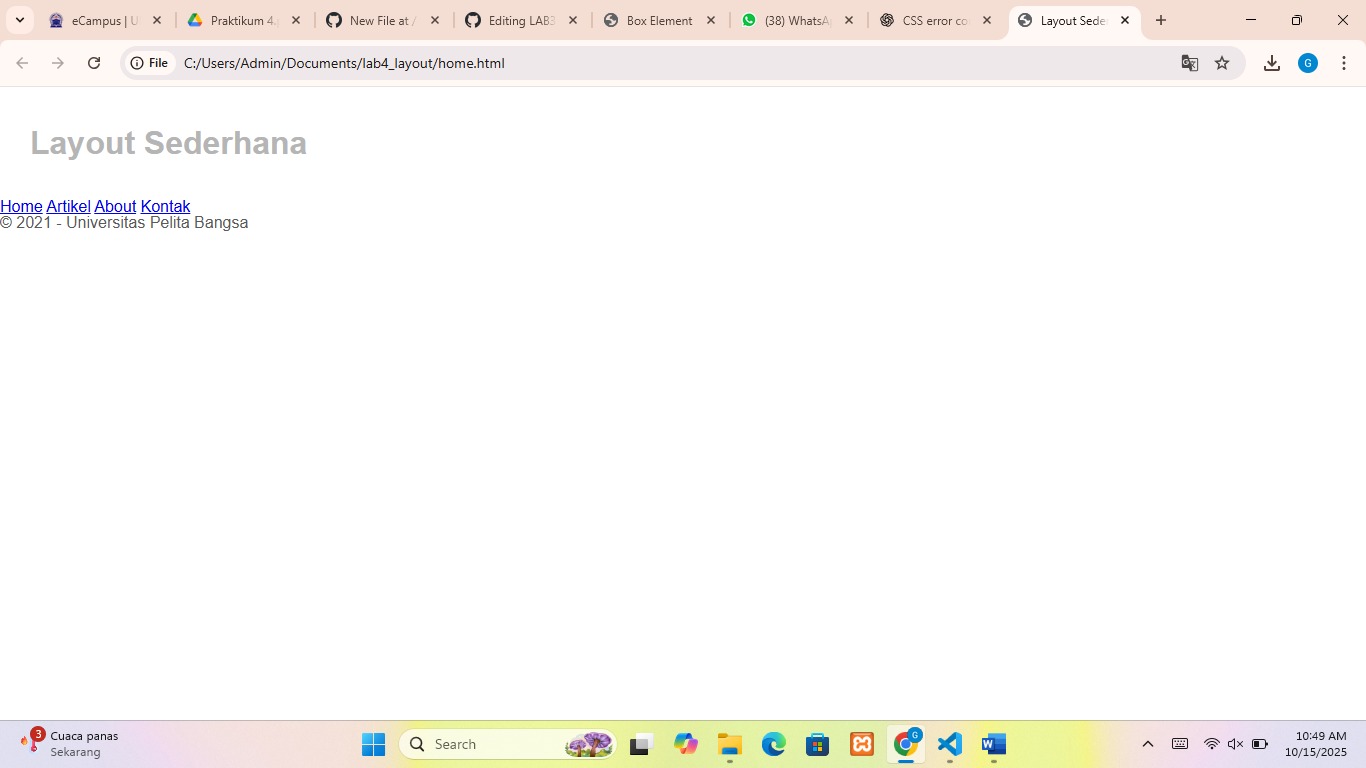 eCampus | U
Praktikum 4.
New File at /
Editing LAB3
Box Element
(38) WhatsA
CSS error co
Layout Sede
File
C:/Users/Admin/Documents/lab4_layout/home.html
G
Layout Sederhana
Home Artikel About Kontak
© 2021 - Universitas Pelita Bangsa
3
Cuaca panas
Sekarang
Search
G
10:49 AM
10/15/2025